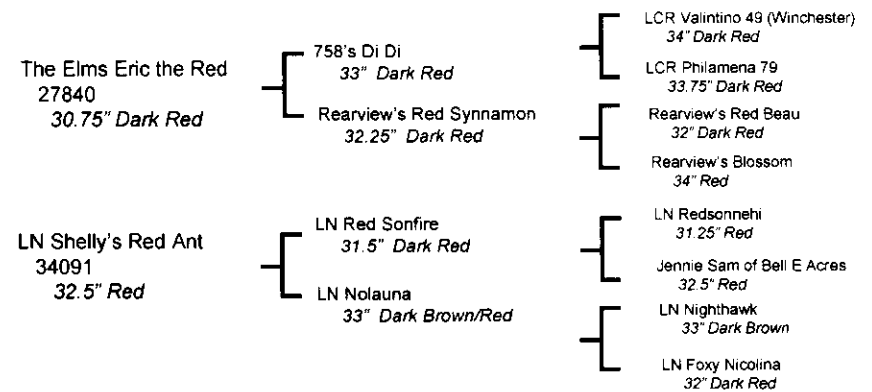 The Elms Eric the Red
27840
30.75" Dark Red
758's Di Di
33" Dark Red
Rearview's Red Synnamon
32.25" Dark Red
LCR Valintino 49 (Winchester)
34" Dark Red
LCR Philamena 79
33.75" Dark Red
Rearview's Red Beau
32" Dark Red
Rearview's Blossom
34" Red
LN Shelly's Red Ant
34091
32.5" Red
LN Red Sonfire
31.5" Dark Red
LN Nolauna
33" Dark Brown/Red
LN Redsonnehi
31.25" Red
Jennie Sam of Bell E Acres
32.5" Red
LN Nighthawk
33" Dark Brown
LN Foxy Nicolina
32" Dark Red